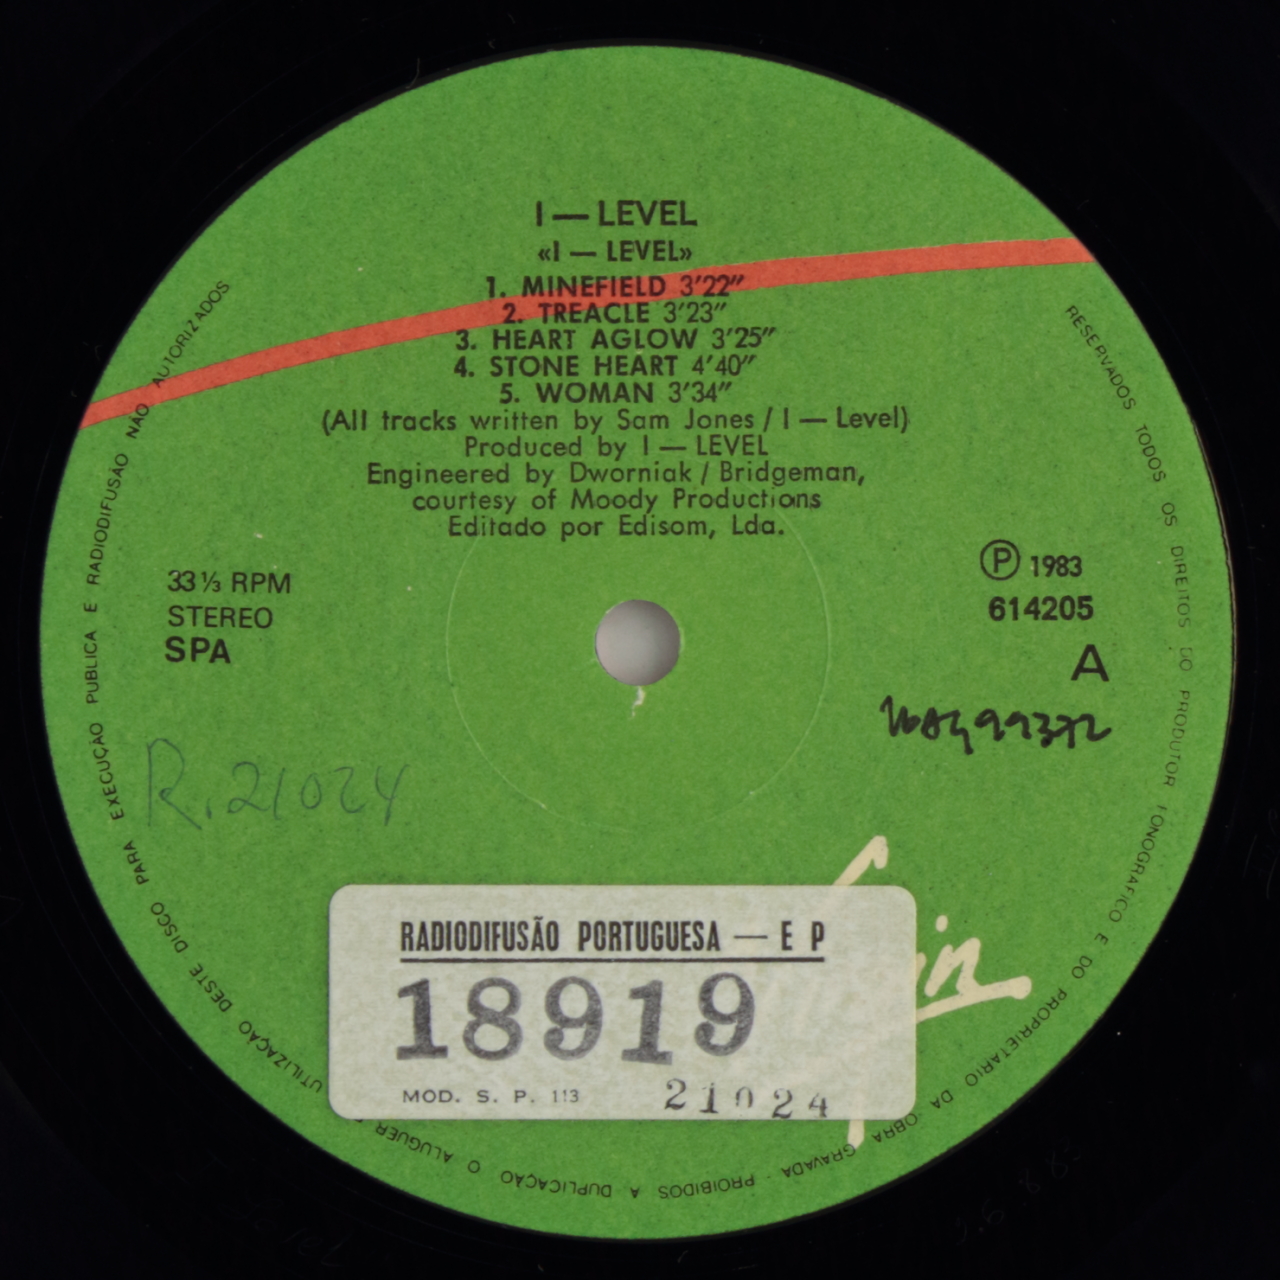 I — LEVEL
«I — LEVEL»
1. MINEFIELD 3'22"
2. TREACLE 3'23"
3. HEART AGLOW 3'25"
4. STONE HEART 4'40"
5. WOMAN 3'34"
(All tracks written by Sam Jones / I — Level)
Produced by I — LEVEL
Engineered by Dworniak / Bridgeman,
courtesy of Moody Productions
Editado por Edisom, Lda.
33 ⅓ RPM
STEREO
SPA
Ⓟ 1983
614205
A
R. 21024
RADIODIFUSÃO PORTUGUESA — E P
18919
MOD. S. P. 113
21024
RESERVADOS TODOS OS DIREITOS DO PRODUTOR FONOGRAFICO E DO PROPRIETARIO DA OBRA GRAVADA · PROIBIDOS A DUPLICAÇÃO O ALUGUER UTILIZAÇÃO DESTE DISCO PARA EXECUÇÃO PUBLICA E RADIODIFUSÃO NÃO AUTORIZADOS